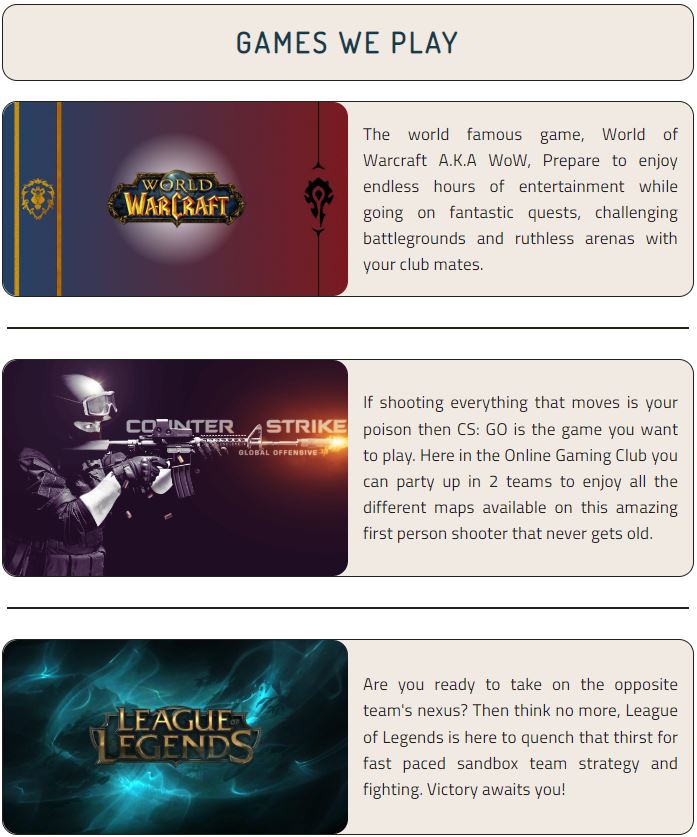 GAMES WE PLAY
WORLD
WARCRAFT
The world famous game, World of
Warcraft A.K.A WoW, Prepare to enjoy
endless hours of entertainment while
going on fantastic quests, challenging
battlegrounds and ruthless arenas with
your club mates.
COUNTER STRIKE
GLOBAL OFFENSIVE
If shooting everything that moves is your
poison then CS: GO is the game you want
to play. Here in the Online Gaming Club you
can party up in 2 teams to enjoy all the
different maps available on this amazing
first person shooter that never gets old.
LEAGUE OF
LEGENDS
Are you ready to take on the opposite
team's nexus? Then think no more, League
of Legends is here to quench that thirst for
fast paced sandbox team strategy and
fighting. Victory awaits you!